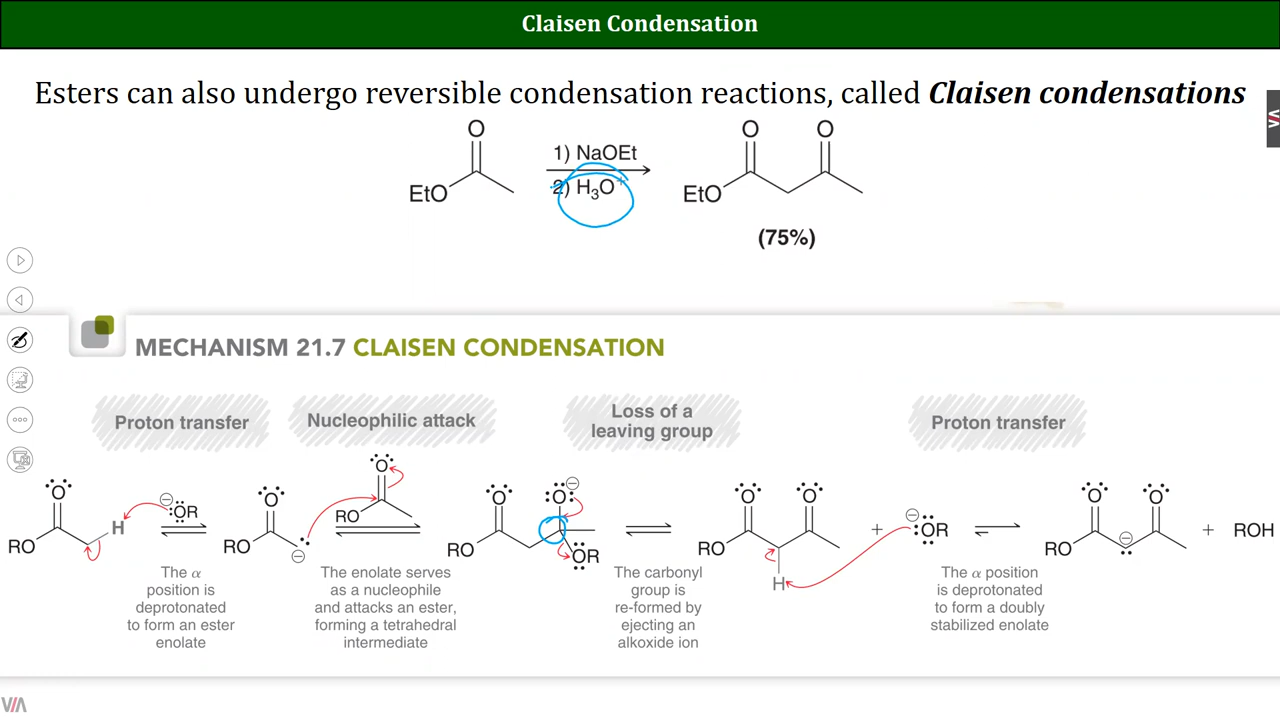 Claisen Condensation
Esters can also undergo reversible condensation reactions, called Claisen condensations
O
O
O
1) NaOEt
2) H₃O⁺
EtO
EtO
(75%)
MECHANISM 21.7 CLAISEN CONDENSATION
Proton transfer
Nucleophilic attack
Loss of a
leaving group
Proton transfer
O
H
RO
⊖
OR
O
⊖
RO
O
RO
O
RO
O
⊖
OR
O
O
RO
H
+
⊖
OR
O
O
RO
⊖
+
ROH
The α
position is
deprotonated
to form an ester
enolate
The enolate serves
as a nucleophile
and attacks an ester,
forming a tetrahedral
intermediate
The carbonyl
group is
re-formed by
ejecting an
alkoxide ion
The α position
is deprotonated
to form a doubly
stabilized enolate
VIA